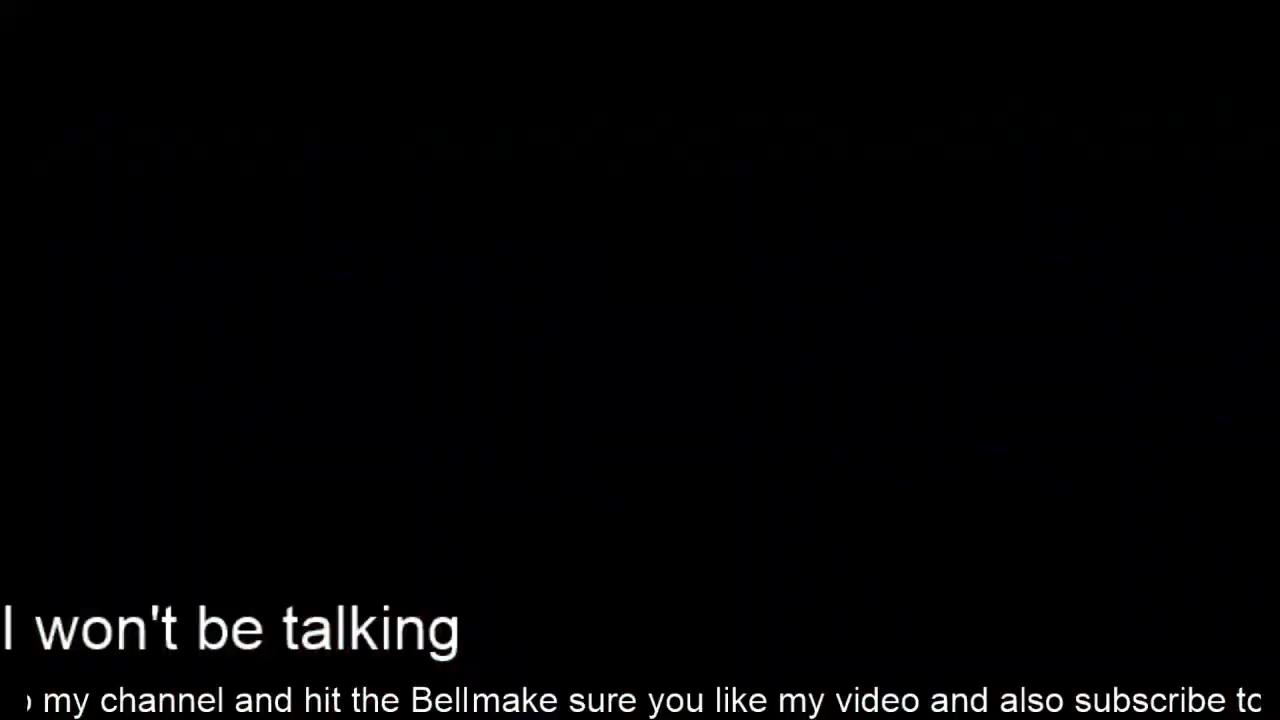 I won't be talking
my channel and hit the Bellmake sure you like my video and also subscribe to